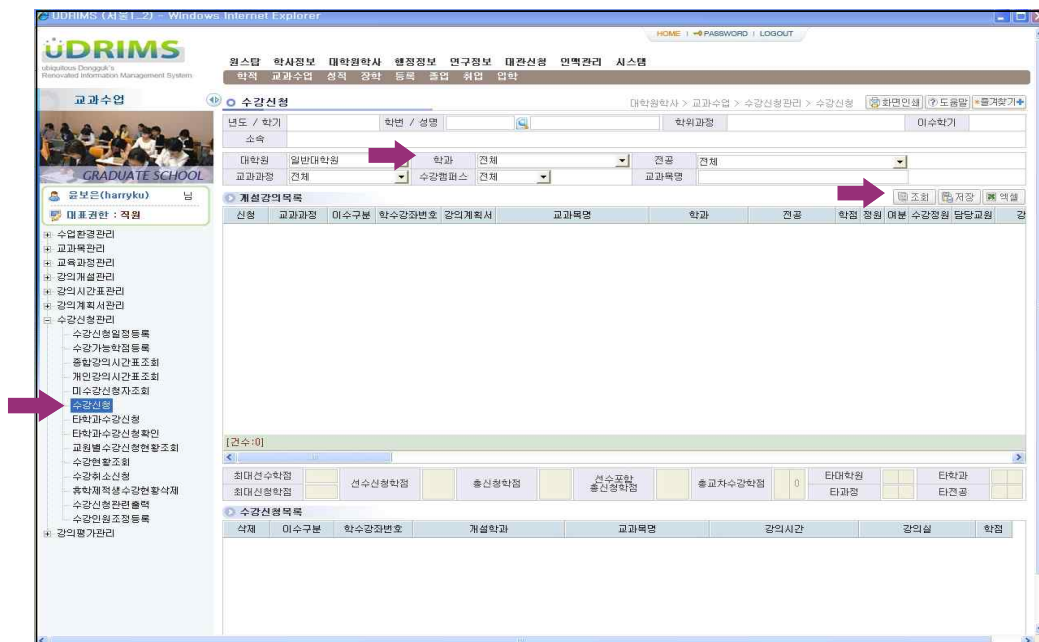 UDRIMS (서울1_2) - Windows Internet Explorer
HOME | PASSWORD | LOGOUT
üDRIMS
ubiquitous Dongguk's
Renovated Information Management System
원스탑 학사정보 대학원학사 행정정보 연구정보 대관신청 인맥관리 시스템
학적 교과수업 성적 장학 등록 졸업 취업 입학
교과수업
GRADUATE SCHOOL
윤보은(harryku) 님
대표권한 : 직원
수업환경관리
교과목관리
교육과정관리
강의개설관리
강의시간표관리
강의계획서관리
수강신청관리
수강신청일정등록
수강가능학점등록
종합강의시간표조회
개인강의시간표조회
미수강신청자조회
수강신청
타학과수강신청
타학과수강신청확인
교원별수강신청현황조회
수강현황조회
수강취소신청
휴학제적생수강현황삭제
수강신청관련출력
수강인원조정등록
강의평가관리
수강신청
대학원학사 > 교과수업 > 수강신청관리 > 수강신청 화면인쇄 도움말 즐겨찾기
년도 / 학기 학번 / 성명 학위과정 이수학기
소속
대학원 일반대학원 학과 전체 전공 전체
교과과정 전체 수강캠퍼스 전체 교과목명
개설강의목록 조회 저장 엑셀
신청 교과과정 이수구분 학수강좌번호 강의계획서 교과목명 학과 전공 학점 정원 여분 수강정원 담당교원 강
[건수:0]
최대선수학점 선수신청학점 총신청학점 선수포함 총신청학점 총교차수강학점 0 타대학원 타학과
최대신청학점 타과정 타전공
수강신청목록
삭제 이수구분 학수강좌번호 개설학과 교과목명 강의시간 강의실 학점